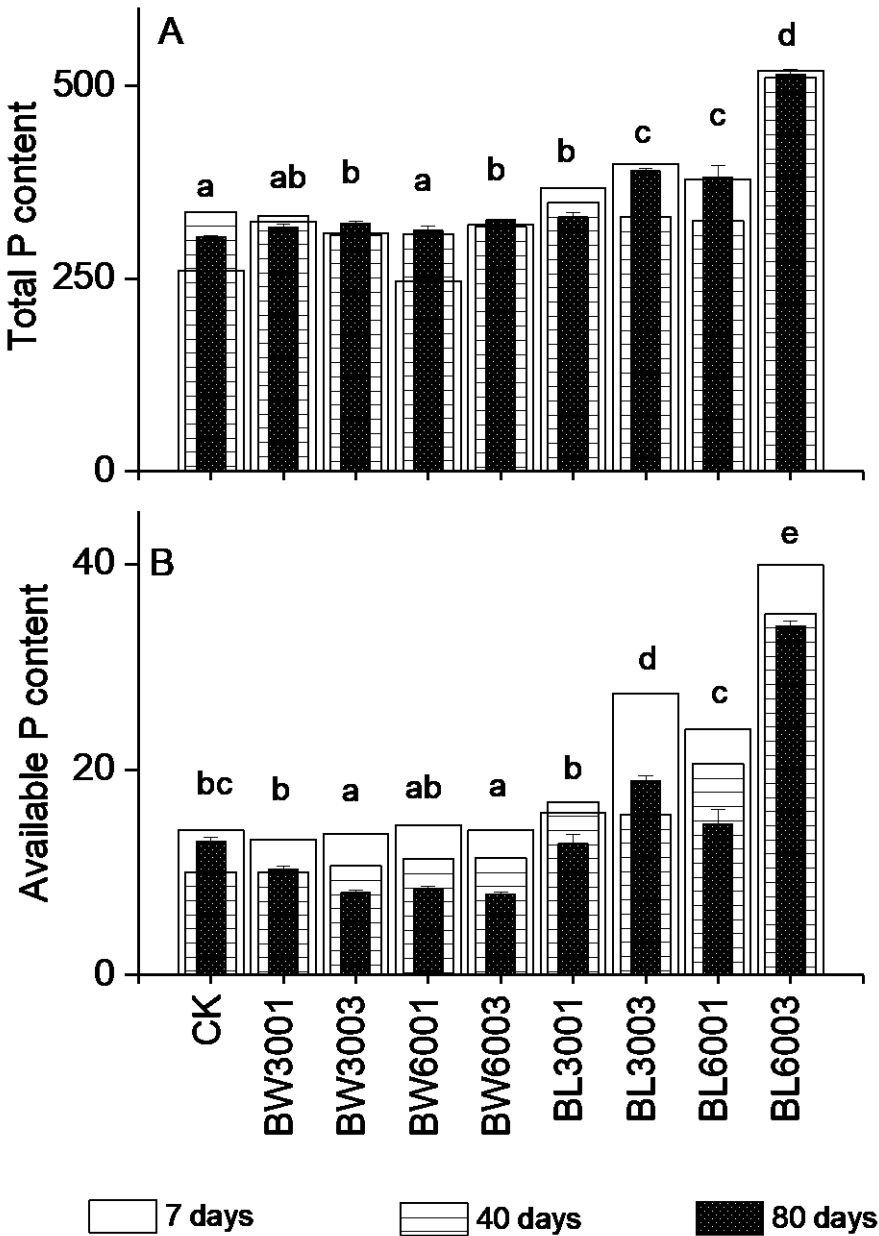 A
Total P content
500
250
0
a
ab
b
a
b
b
c
c
d
B
Available P content
40
20
0
bc
b
a
ab
a
b
d
c
e
CK
BW3001
BW3003
BW6001
BW6003
BL3001
BL3003
BL6001
BL6003
7 days
40 days
80 days